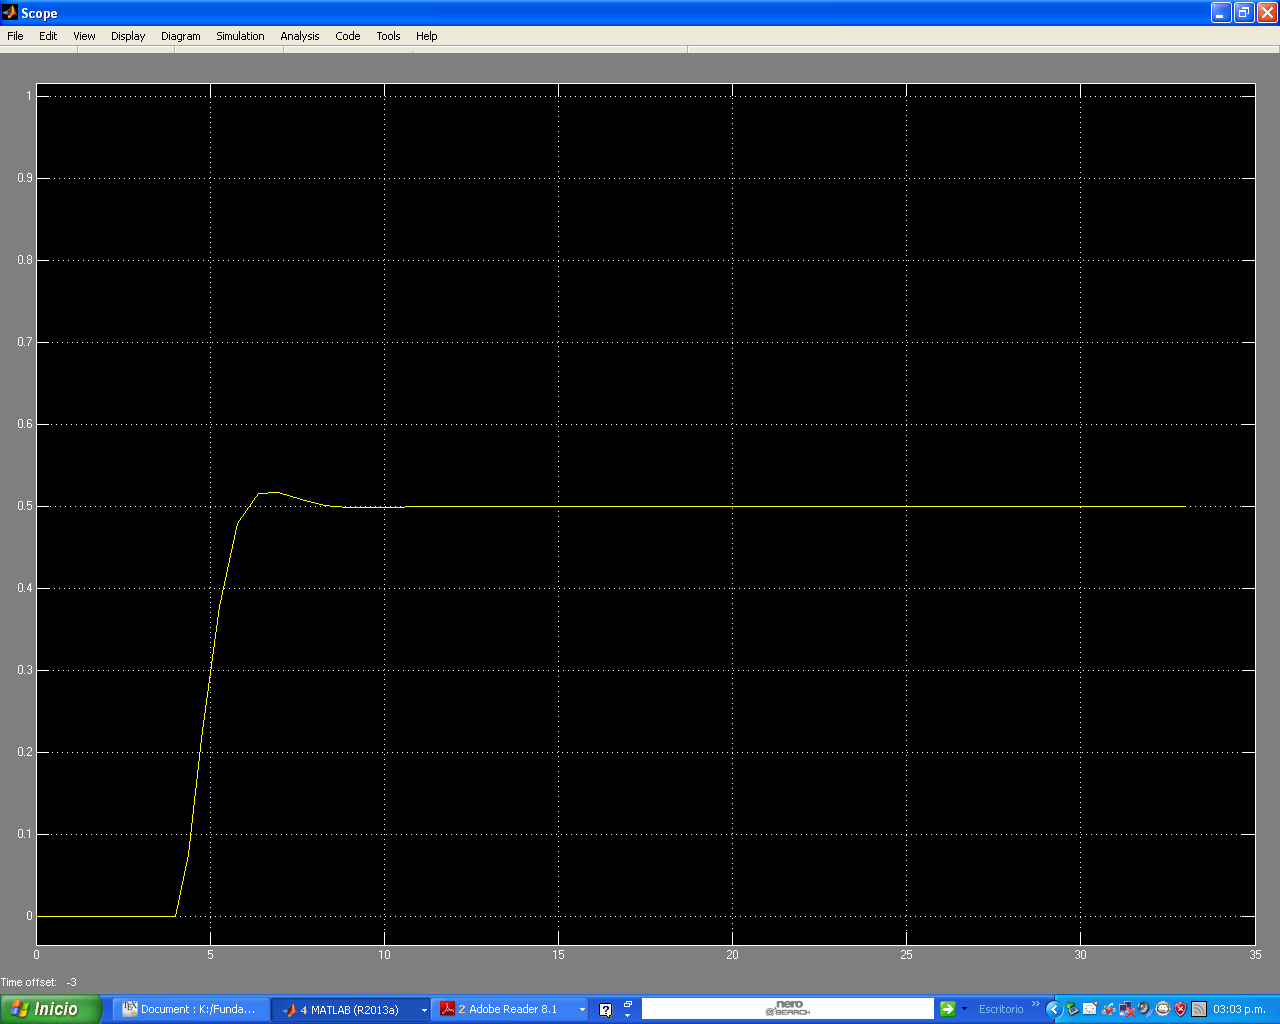 Scope
File Edit View Display Diagram Simulation Analysis Code Tools Help
1
0.9
0.8
0.7
0.6
0.5
0.4
0.3
0.2
0.1
0
5 10 15 20 25 30 35
Time offset: -3
Inicio Document : K:/Funda... 4 MATLAB (R2013a) 2 Adobe Reader 8.1 nero SEARCH Escritorio » 03:03 p.m.